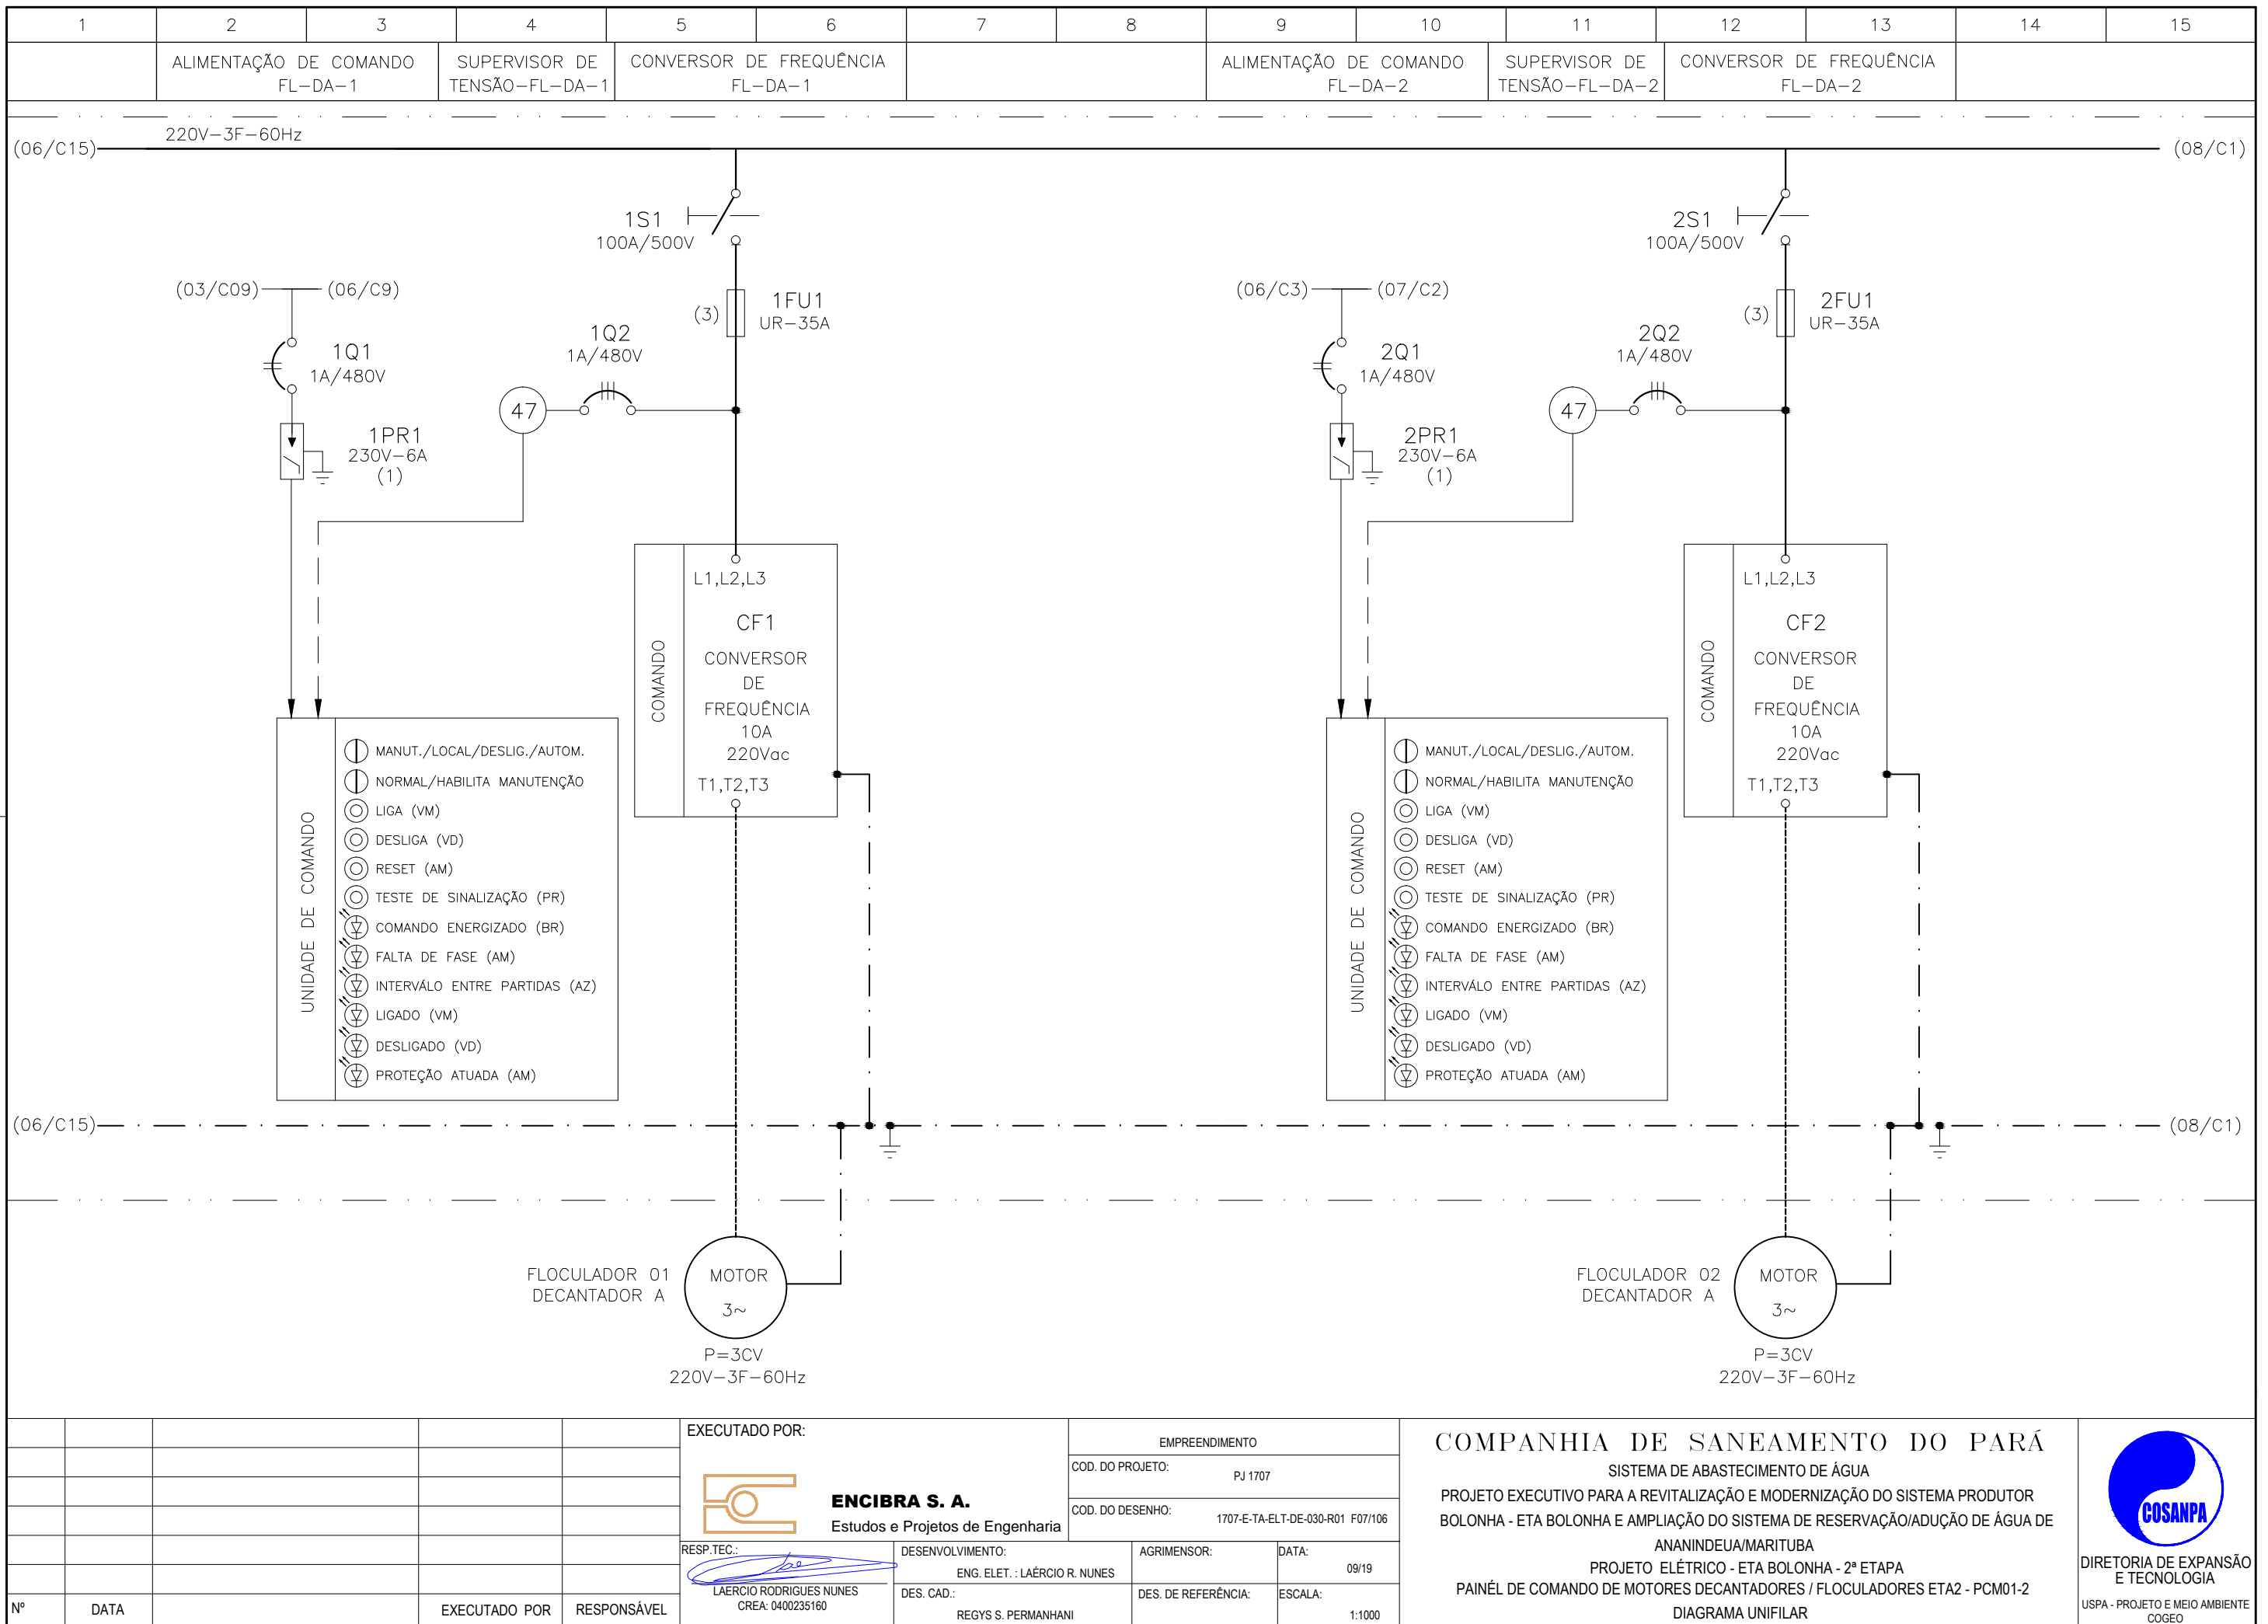 1 2 3 4 5 6 7 8 9 10 11 12 13 14 15
ALIMENTAÇÃO DE COMANDO
FL-DA-1
SUPERVISOR DE
TENSÃO-FL-DA-1
CONVERSOR DE FREQUÊNCIA
FL-DA-1
ALIMENTAÇÃO DE COMANDO
FL-DA-2
SUPERVISOR DE
TENSÃO-FL-DA-2
CONVERSOR DE FREQUÊNCIA
FL-DA-2
220V-3F-60Hz
(06/C15)
(08/C1)
1S1
100A/500V
(03/C09)
(06/C9)
(3)
1FU1
UR-35A
1Q1
1A/480V
1Q2
1A/480V
47
1PR1
230V-6A
(1)
COMANDO
L1,L2,L3
CF1
CONVERSOR
DE
FREQUÊNCIA
10A
220Vac
T1,T2,T3
UNIDADE DE COMANDO
MANUT./LOCAL/DESLIG./AUTOM.
NORMAL/HABILITA MANUTENÇÃO
LIGA (VM)
DESLIGA (VD)
RESET (AM)
TESTE DE SINALIZAÇÃO (PR)
COMANDO ENERGIZADO (BR)
FALTA DE FASE (AM)
INTERVÁLO ENTRE PARTIDAS (AZ)
LIGADO (VM)
DESLIGADO (VD)
PROTEÇÃO ATUADA (AM)
2S1
100A/500V
(06/C3)
(07/C2)
(3)
2FU1
UR-35A
2Q1
1A/480V
2Q2
1A/480V
47
2PR1
230V-6A
(1)
COMANDO
L1,L2,L3
CF2
CONVERSOR
DE
FREQUÊNCIA
10A
220Vac
T1,T2,T3
UNIDADE DE COMANDO
MANUT./LOCAL/DESLIG./AUTOM.
NORMAL/HABILITA MANUTENÇÃO
LIGA (VM)
DESLIGA (VD)
RESET (AM)
TESTE DE SINALIZAÇÃO (PR)
COMANDO ENERGIZADO (BR)
FALTA DE FASE (AM)
INTERVÁLO ENTRE PARTIDAS (AZ)
LIGADO (VM)
DESLIGADO (VD)
PROTEÇÃO ATUADA (AM)
(06/C15)
(08/C1)
FLOCULADOR 01
DECANTADOR A
MOTOR
3~
P=3CV
220V-3F-60Hz
FLOCULADOR 02
DECANTADOR A
MOTOR
3~
P=3CV
220V-3F-60Hz
Nº DATA EXECUTADO POR RESPONSÁVEL
EXECUTADO POR:
ENCIBRA S. A.
Estudos e Projetos de Engenharia
EMPREENDIMENTO
COD. DO PROJETO:
PJ 1707
COD. DO DESENHO:
1707-E-TA-ELT-DE-030-R01 F07/106
RESP.TEC.:
LAERCIO RODRIGUES NUNES
CREA: 0400235160
DESENVOLVIMENTO:
ENG. ELET. : LAÉRCIO R. NUNES
AGRIMENSOR:
DATA:
09/19
DES. CAD.:
REGYS S. PERMANHANI
DES. DE REFERÊNCIA:
ESCALA:
1:1000
COMPANHIA DE SANEAMENTO DO PARÁ
SISTEMA DE ABASTECIMENTO DE ÁGUA
PROJETO EXECUTIVO PARA A REVITALIZAÇÃO E MODERNIZAÇÃO DO SISTEMA PRODUTOR
BOLONHA - ETA BOLONHA E AMPLIAÇÃO DO SISTEMA DE RESERVAÇÃO/ADUÇÃO DE ÁGUA DE
ANANINDEUA/MARITUBA
PROJETO ELÉTRICO - ETA BOLONHA - 2ª ETAPA
PAINÉL DE COMANDO DE MOTORES DECANTADORES / FLOCULADORES ETA2 - PCM01-2
DIAGRAMA UNIFILAR
COSANPA
DIRETORIA DE EXPANSÃO
E TECNOLOGIA
USPA - PROJETO E MEIO AMBIENTE
COGEO